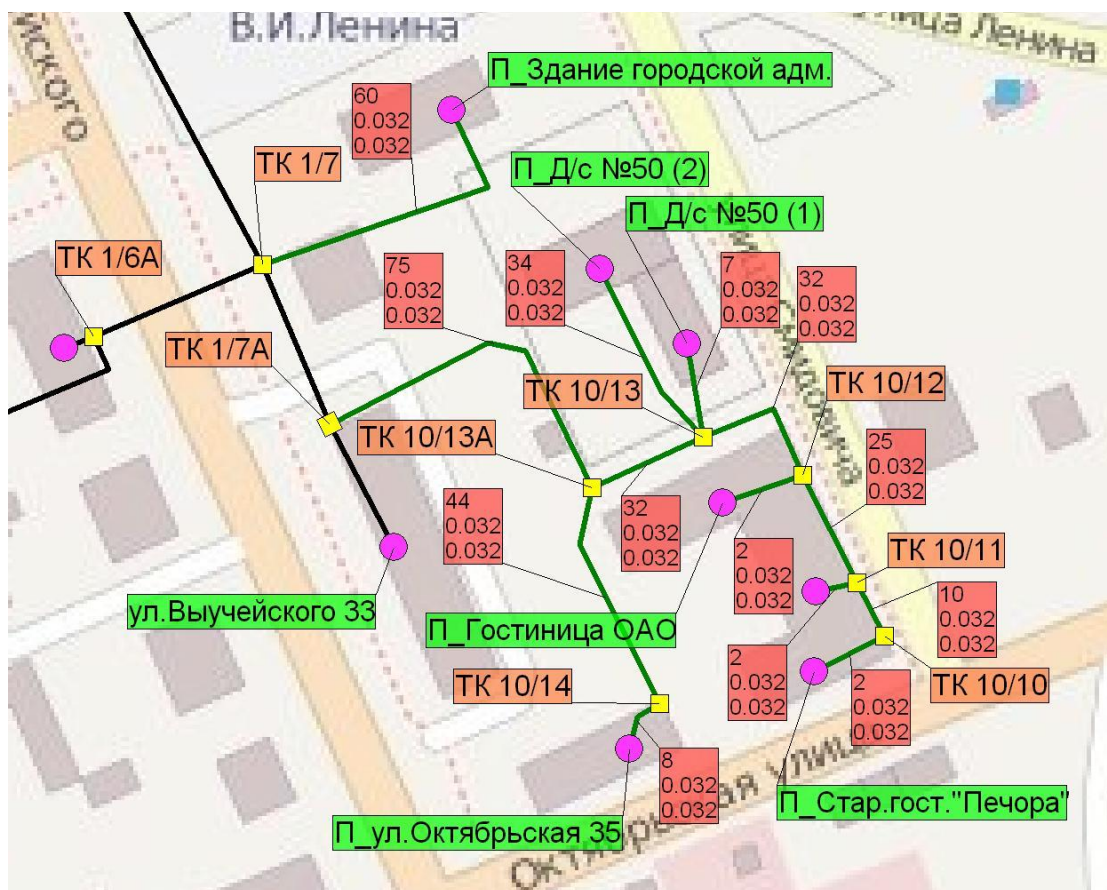 йского
В.И.Ленина
улица Ленина
П_Здание городской адм.
60
0.032
0.032
ТК 1/7
П_Д/с №50 (2)
П_Д/с №50 (1)
ТК 1/6А
75
0.032
0.032
34
0.032
0.032
7
0.032
0.032
32
0.032
0.032
ТК 1/7А
ТК 10/13
ТК 10/12
Смидовича
ТК 10/13А
25
0.032
0.032
44
0.032
0.032
32
0.032
0.032
2
0.032
0.032
ТК 10/11
ул.Выучейского 33
П_Гостиница ОАО
10
0.032
0.032
2
0.032
0.032
ТК 10/14
2
0.032
0.032
ТК 10/10
8
0.032
0.032
П_Стар.гост."Печора"
П_ул.Октябрьская 35
Октябрьская улица